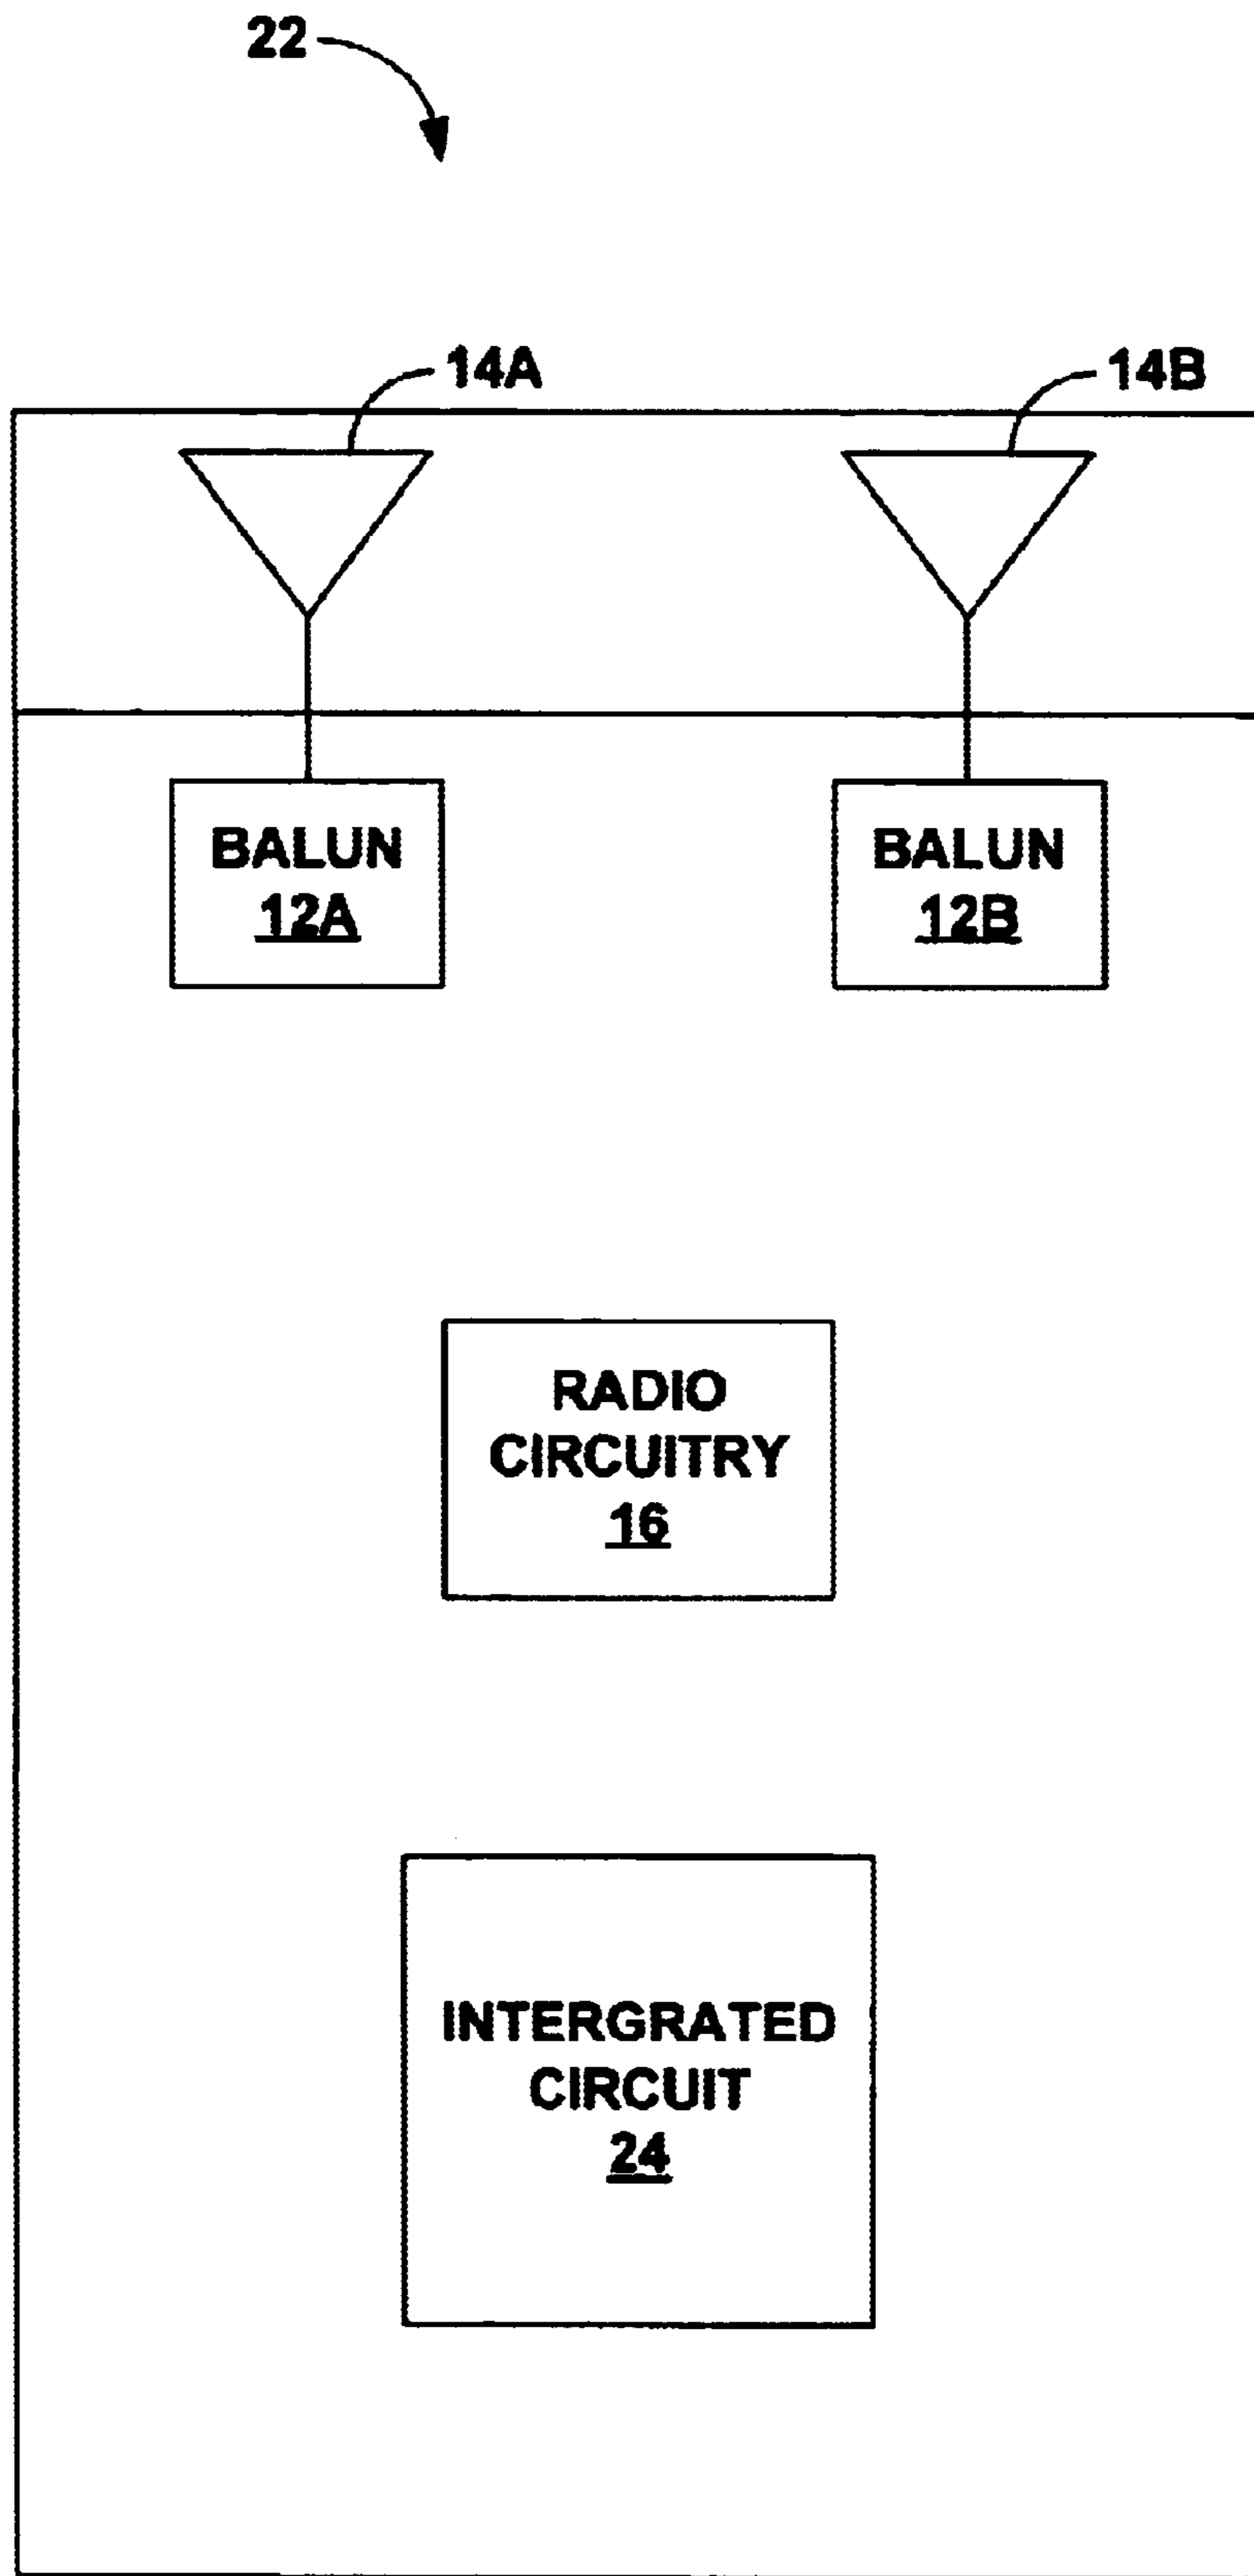 22
14A
14B
BALUN
12A
BALUN
12B
RADIO
CIRCUITRY
16
INTERGRATED
CIRCUIT
24